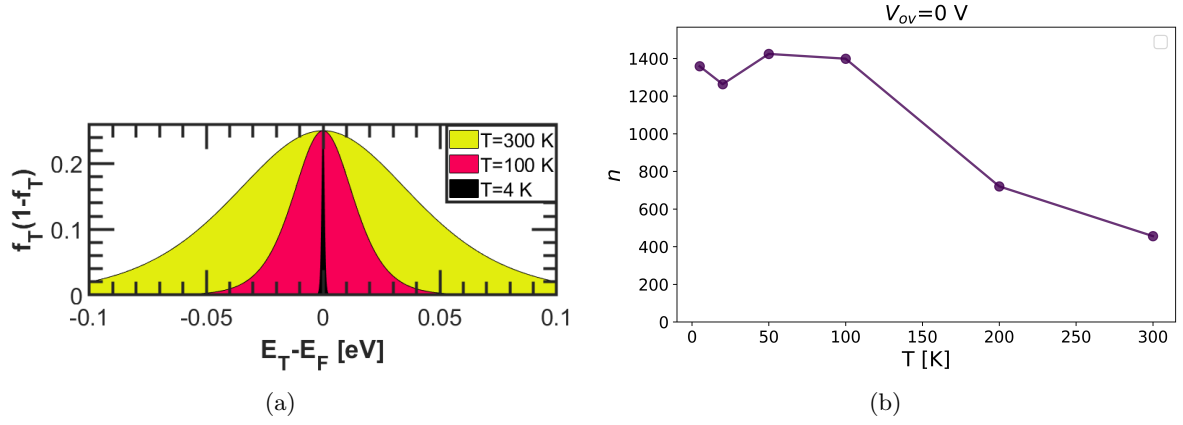 f_T(1-f_T)
0.2
0.1
0
T=300 K
T=100 K
T=4 K
-0.1
-0.05
0
0.05
0.1
E_T-E_F [eV]
(a)
V_ov=0 V
n
1400
1200
1000
800
600
400
200
0
0
50
100
150
200
250
300
T [K]
(b)